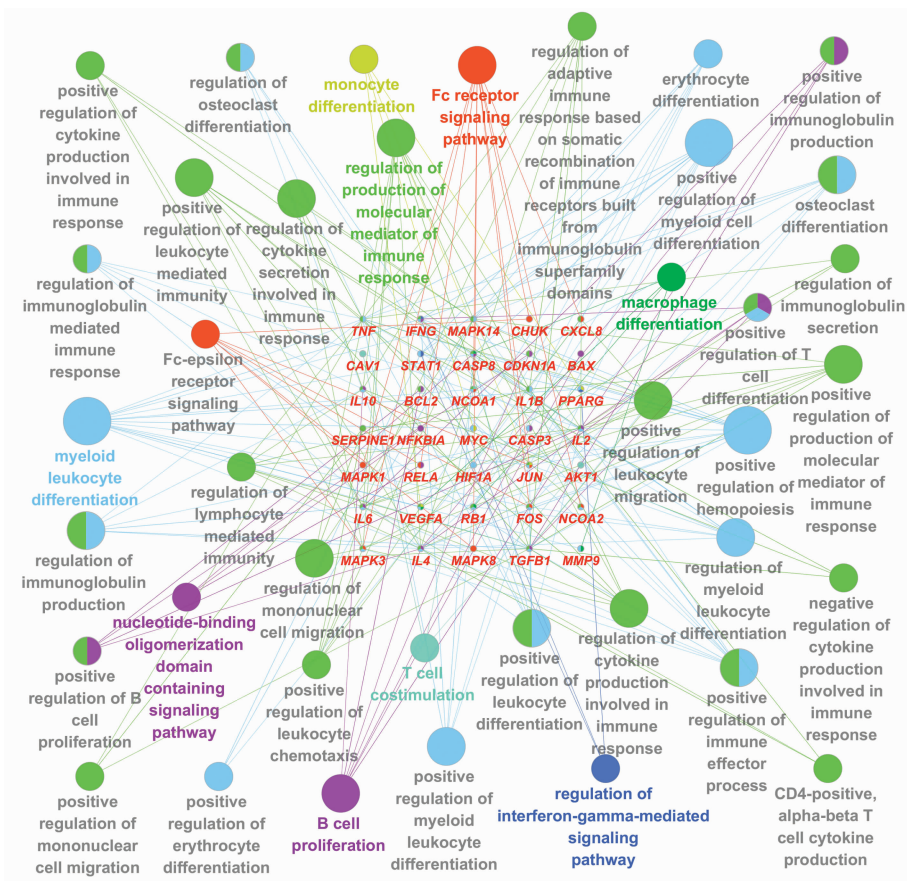 positive
regulation of
cytokine
production
involved in
immune
response
regulation of
osteoclast
differentiation
monocyte
differentiation
Fc receptor
signaling
pathway
regulation of
adaptive
immune
response based
on somatic
recombination
of immune
receptors built
from
immunoglobulin
superfamily
domains
erythrocyte
differentiation
positive
regulation of
immunoglobulin
production
positive
regulation of
leukocyte
mediated
immunity
regulation of
cytokine
secretion
involved in
immune
response
regulation of
production of
molecular
mediator of
immune
response
positive
regulation of
myeloid cell
differentiation
osteoclast
differentiation
regulation of
immunoglobulin
mediated
immune
response
macrophage
differentiation
regulation of
immunoglobulin
secretion
Fc-epsilon
receptor
signaling
pathway
positive
regulation of T
cell
differentiation
TNF IFNG MAPK14 CHUK CXCL8
CAV1 STAT1 CASP8 CDKN1A BAX
IL10 BCL2 NCOA1 IL1B PPARG
SERPINE1 NFKBIA MYC CASP3 IL2
MAPK1 RELA HIF1A JUN AKT1
IL6 VEGFA RB1 FOS NCOA2
MAPK3 IL4 MAPK8 TGFB1 MMP9
positive
regulation of
leukocyte
migration
positive
regulation of
production of
molecular
mediator of
immune
response
myeloid
leukocyte
differentiation
positive
regulation of
hemopoiesis
regulation of
lymphocyte
mediated
immunity
regulation of
immunoglobulin
production
regulation of
mononuclear
cell migration
regulation of
myeloid
leukocyte
differentiation
negative
regulation of
cytokine
production
involved in
immune
response
nucleotide-binding
oligomerization
domain
containing
signaling
pathway
positive
regulation of B
cell
proliferation
positive
regulation of
leukocyte
chemotaxis
T cell
costimulation
positive
regulation of
leukocyte
differentiation
regulation of
cytokine
production
involved in
immune
response
positive
regulation of
immune
effector
process
positive
regulation of
mononuclear
cell migration
positive
regulation of
erythrocyte
differentiation
B cell
proliferation
positive
regulation of
myeloid
leukocyte
differentiation
regulation of
interferon-gamma-mediated
signaling
pathway
CD4-positive,
alpha-beta T
cell cytokine
production